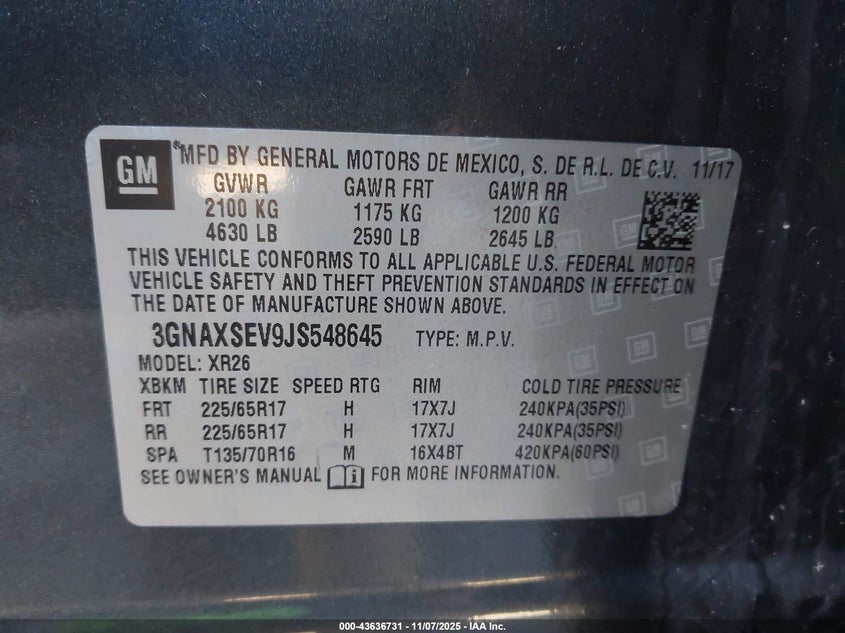 GM
MFD BY GENERAL MOTORS DE MEXICO, S. DE R.L. DE C.V. 11/17
GVWR GAWR FRT GAWR RR
2100 KG 1175 KG 1200 KG
4630 LB 2590 LB 2645 LB
THIS VEHICLE CONFORMS TO ALL APPLICABLE U.S. FEDERAL MOTOR
VEHICLE SAFETY AND THEFT PREVENTION STANDARDS IN EFFECT ON
THE DATE OF MANUFACTURE SHOWN ABOVE.
3GNAXSEV9JS548645 TYPE: M.P.V.
MODEL: XR26
XBKM TIRE SIZE SPEED RTG RIM COLD TIRE PRESSURE
FRT 225/65R17 H 17X7J 240KPA(35PSI)
RR 225/65R17 H 17X7J 240KPA(35PSI)
SPA T135/70R16 M 16X4BT 420KPA(60PSI)
SEE OWNER'S MANUAL FOR MORE INFORMATION.
000-43636731 - 11/07/2025 - IAA Inc.